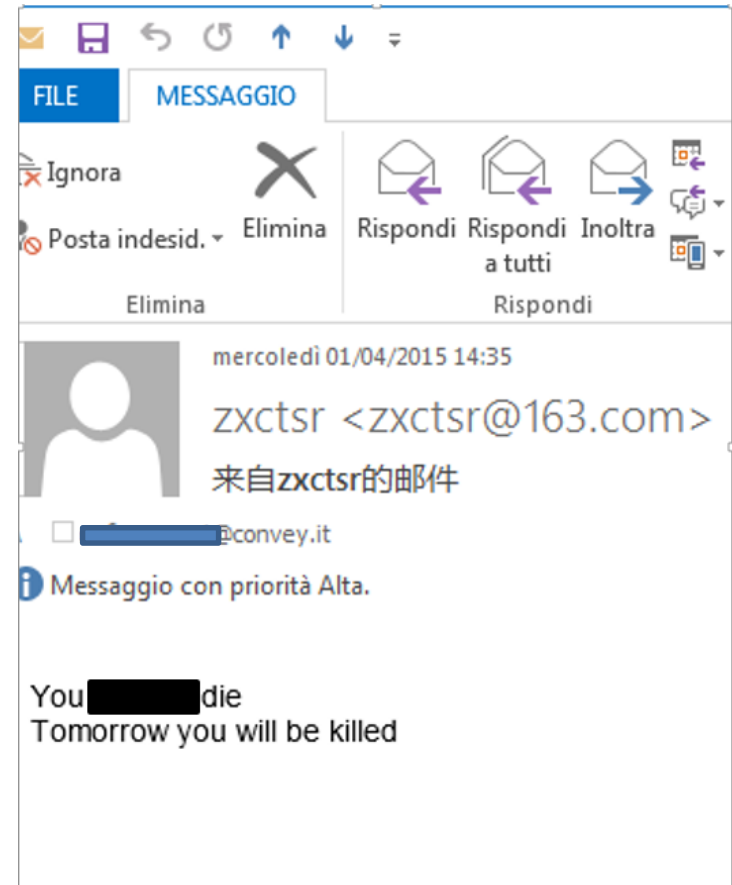 FILE
MESSAGGIO
Ignora
Posta indesid.
Elimina
Rispondi
Rispondi a tutti
Inoltra
Elimina
Rispondi
mercoledì 01/04/2015 14:35
zxctsr <zxctsr@163.com>
来自zxctsr的邮件
@convey.it
Messaggio con priorità Alta.
You die
Tomorrow you will be killed